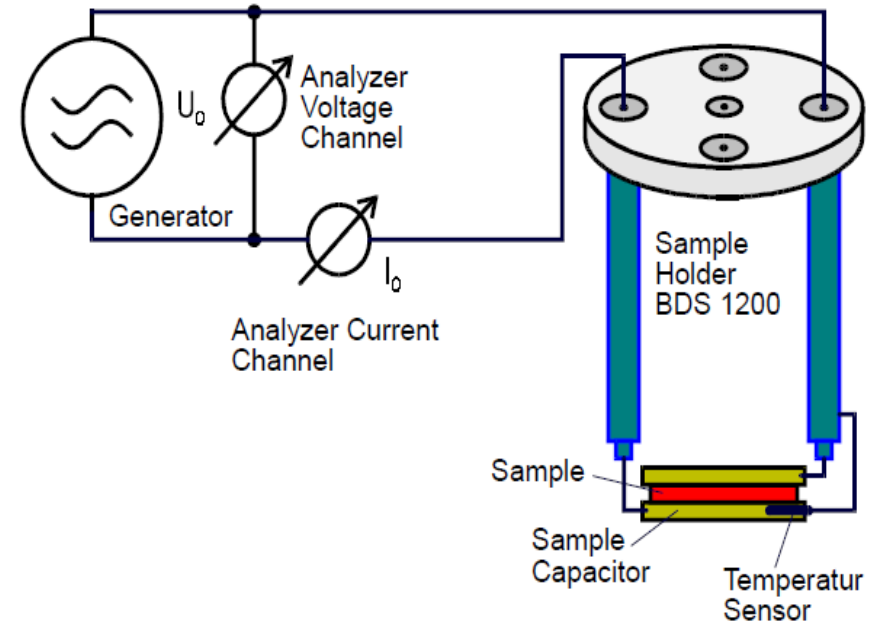 Analyzer
Voltage
Channel
U₀
Generator
I₀
Analyzer Current
Channel
Sample
Holder
BDS 1200
Sample
Sample
Capacitor
Temperatur
Sensor